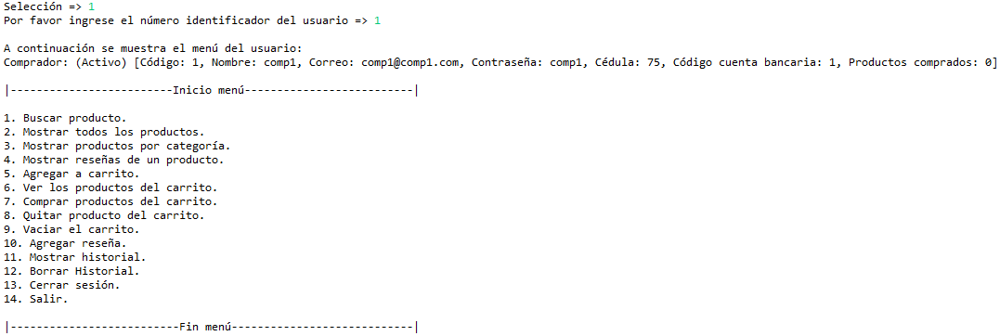 Selección => 1
Por favor ingrese el número identificador del usuario => 1
A continuación se muestra el menú del usuario:
Comprador: (Activo) [Código: 1, Nombre: comp1, Correo: comp1@comp1.com, Contraseña: comp1, Cédula: 75, Código cuenta bancaria: 1, Productos comprados: 0]
|-------------------------Inicio menú--------------------------|
1. Buscar producto.
2. Mostrar todos los productos.
3. Mostrar productos por categoría.
4. Mostrar reseñas de un producto.
5. Agregar a carrito.
6. Ver los productos del carrito.
7. Comprar productos del carrito.
8. Quitar producto del carrito.
9. Vaciar el carrito.
10. Agregar reseña.
11. Mostrar historial.
12. Borrar Historial.
13. Cerrar sesión.
14. Salir.
|--------------------------Fin menú----------------------------|